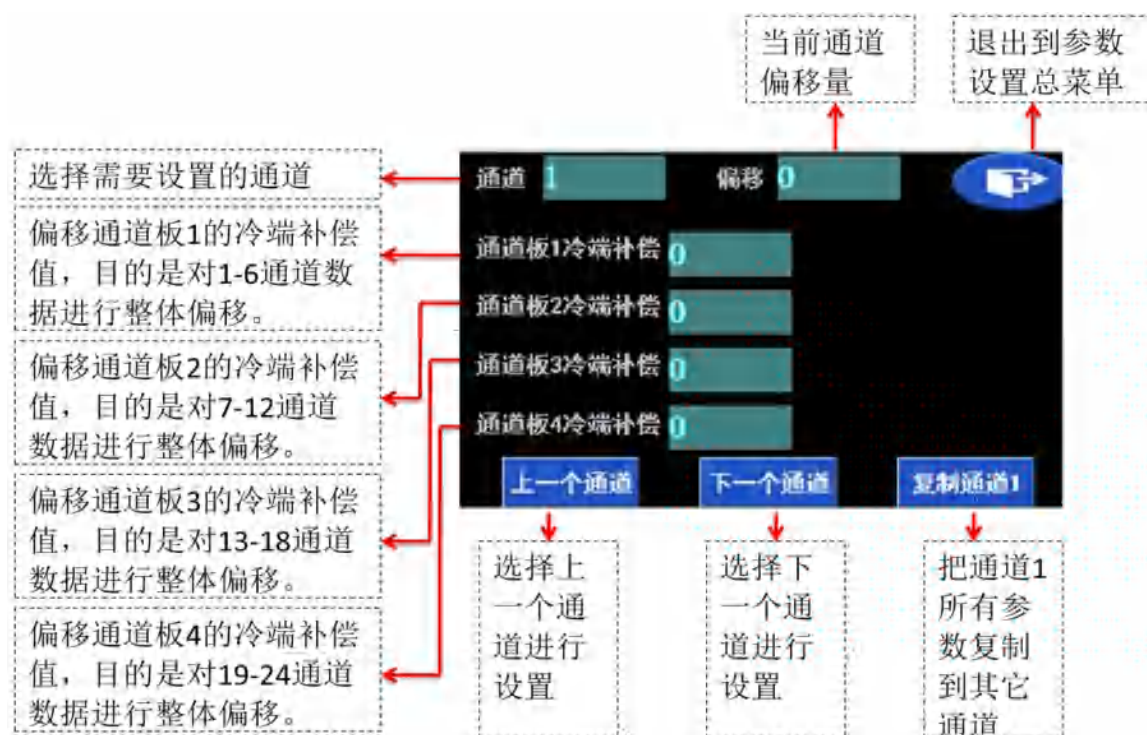 当前通道
偏移量
退出到参数
设置总菜单
选择需要设置的通道
偏移通道板1的冷端补偿
值，目的是对1-6通道数
据进行整体偏移。
偏移通道板2的冷端补偿
值，目的是对7-12通道
数据进行整体偏移。
偏移通道板3的冷端补偿
值，目的是对13-18通道
数据进行整体偏移。
偏移通道板4的冷端补偿
值，目的是对19-24通道
数据进行整体偏移。
通道 1 偏移 0
通道板1冷端补偿 0
通道板2冷端补偿 0
通道板3冷端补偿 0
通道板4冷端补偿 0
上一个通道 下一个通道 复制通道1
选择上
一个通
道进行
设置
选择下
一个通
道进行
设置
把通道1
所有参
数复制
到其它
通道